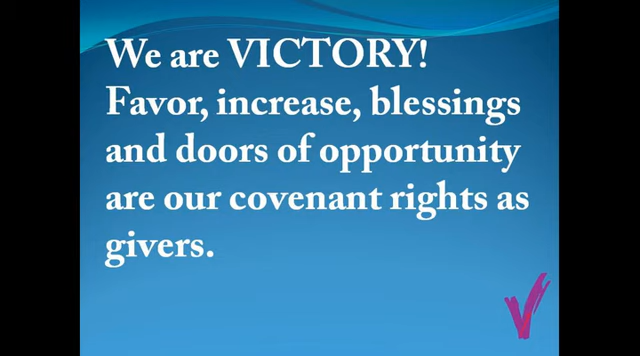 We are VICTORY!
Favor, increase, blessings
and doors of opportunity
are our covenant rights as
givers.